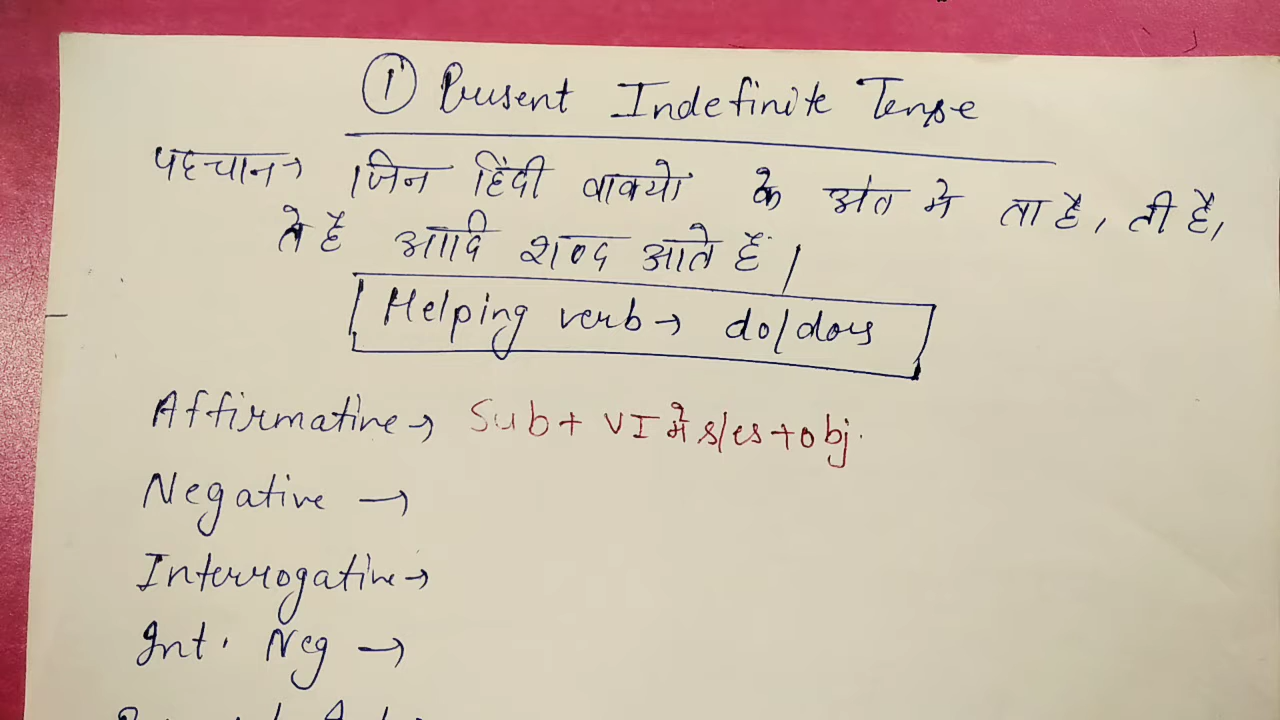 ① Present Indefinite Tense
पहचान→ जिन हिंदी वाक्यो के अंत मे ता है, ती है,
ते है आदि शब्द आते हैं।
Helping verb→ do/does
Affirmative→ Sub+ VI मे s/es+obj.
Negative →
Interrogative→
Int. Neg →